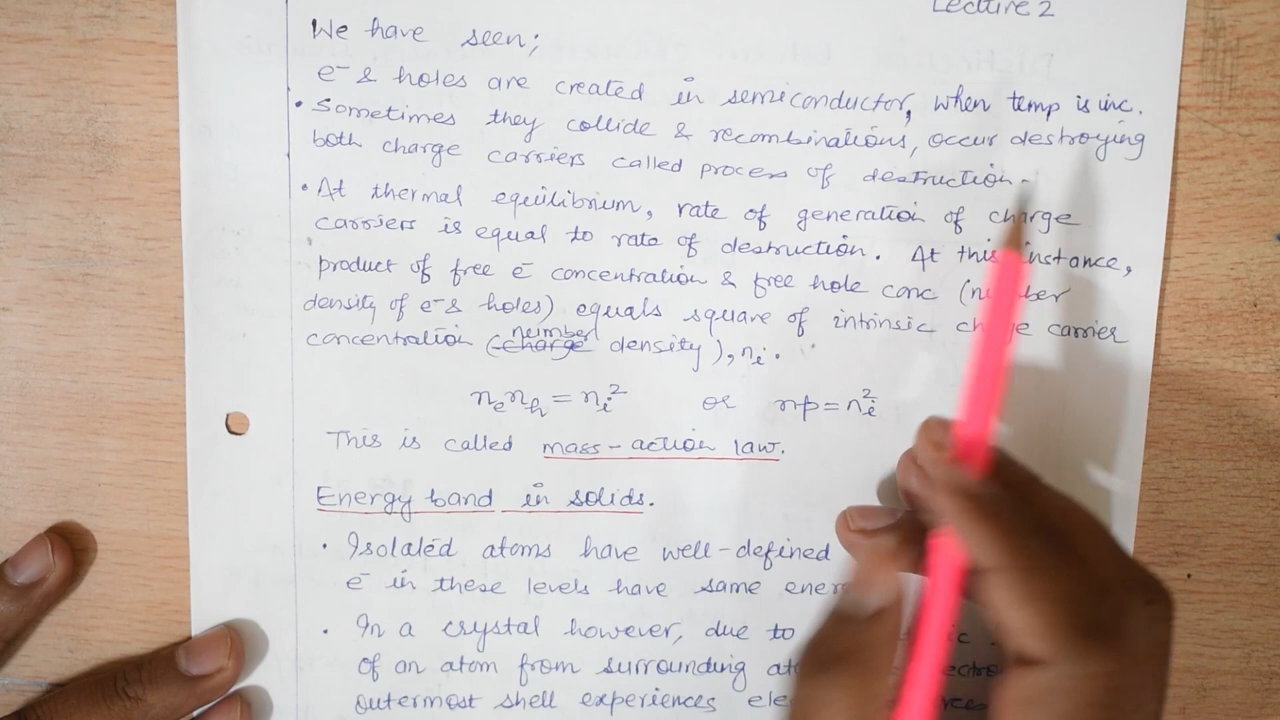 Lecture 2
We have seen;
e⁻ & holes are created in semiconductor, when temp is inc.
• Sometimes they collide & recombinations, occur destroying
both charge carriers called process of destruction.
• At thermal equilibrium, rate of generation of charge
carriers is equal to rate of destruction. At this instance,
product of free e⁻ concentration & free hole conc (number
density of e⁻ & holes) equals square of intrinsic charge carrier
number
concentration (charge density), nᵢ.
nₑnₕ = nᵢ² or np = nᵢ²
This is called mass-action law.
Energy band in solids.
• Isolated atoms have well-defined
e⁻ in these levels have same
• In a crystal however, due to
of an atom from surrounding
outermost shell experiences